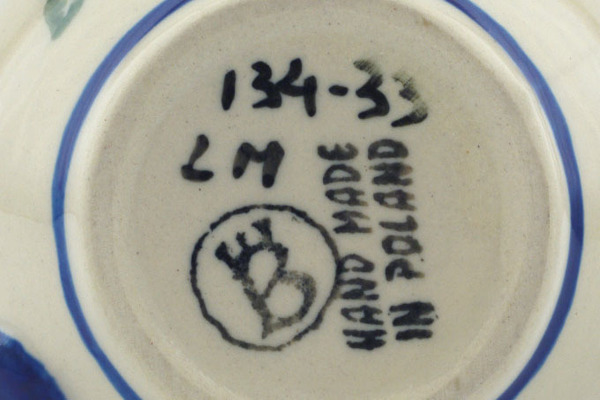 134-33
LM
B
HAND MADE
IN POLAND